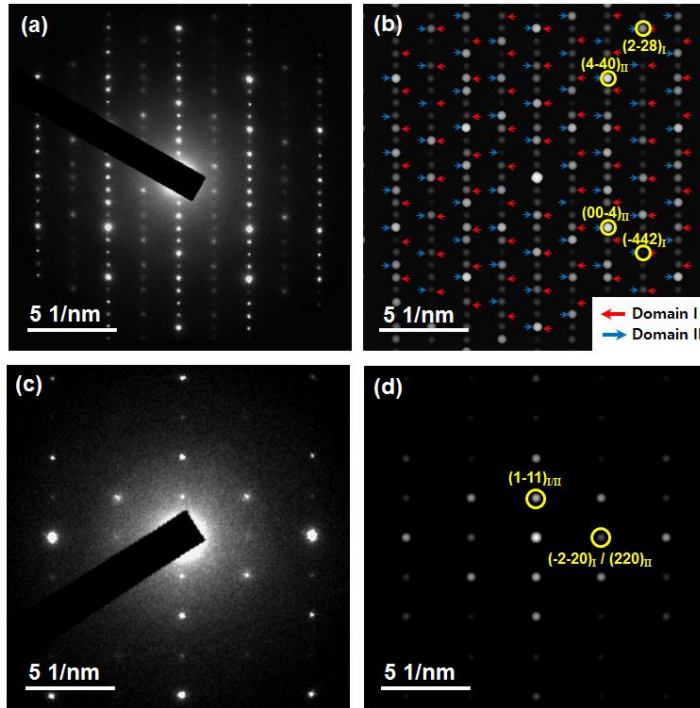 (a)
5 1/nm
(b)
(2-28)I
(4-40)II
(00-4)II
(-442)I
5 1/nm
Domain I
Domain II
(c)
5 1/nm
(d)
(1-11)I/II
(-2-20)I / (220)II
5 1/nm